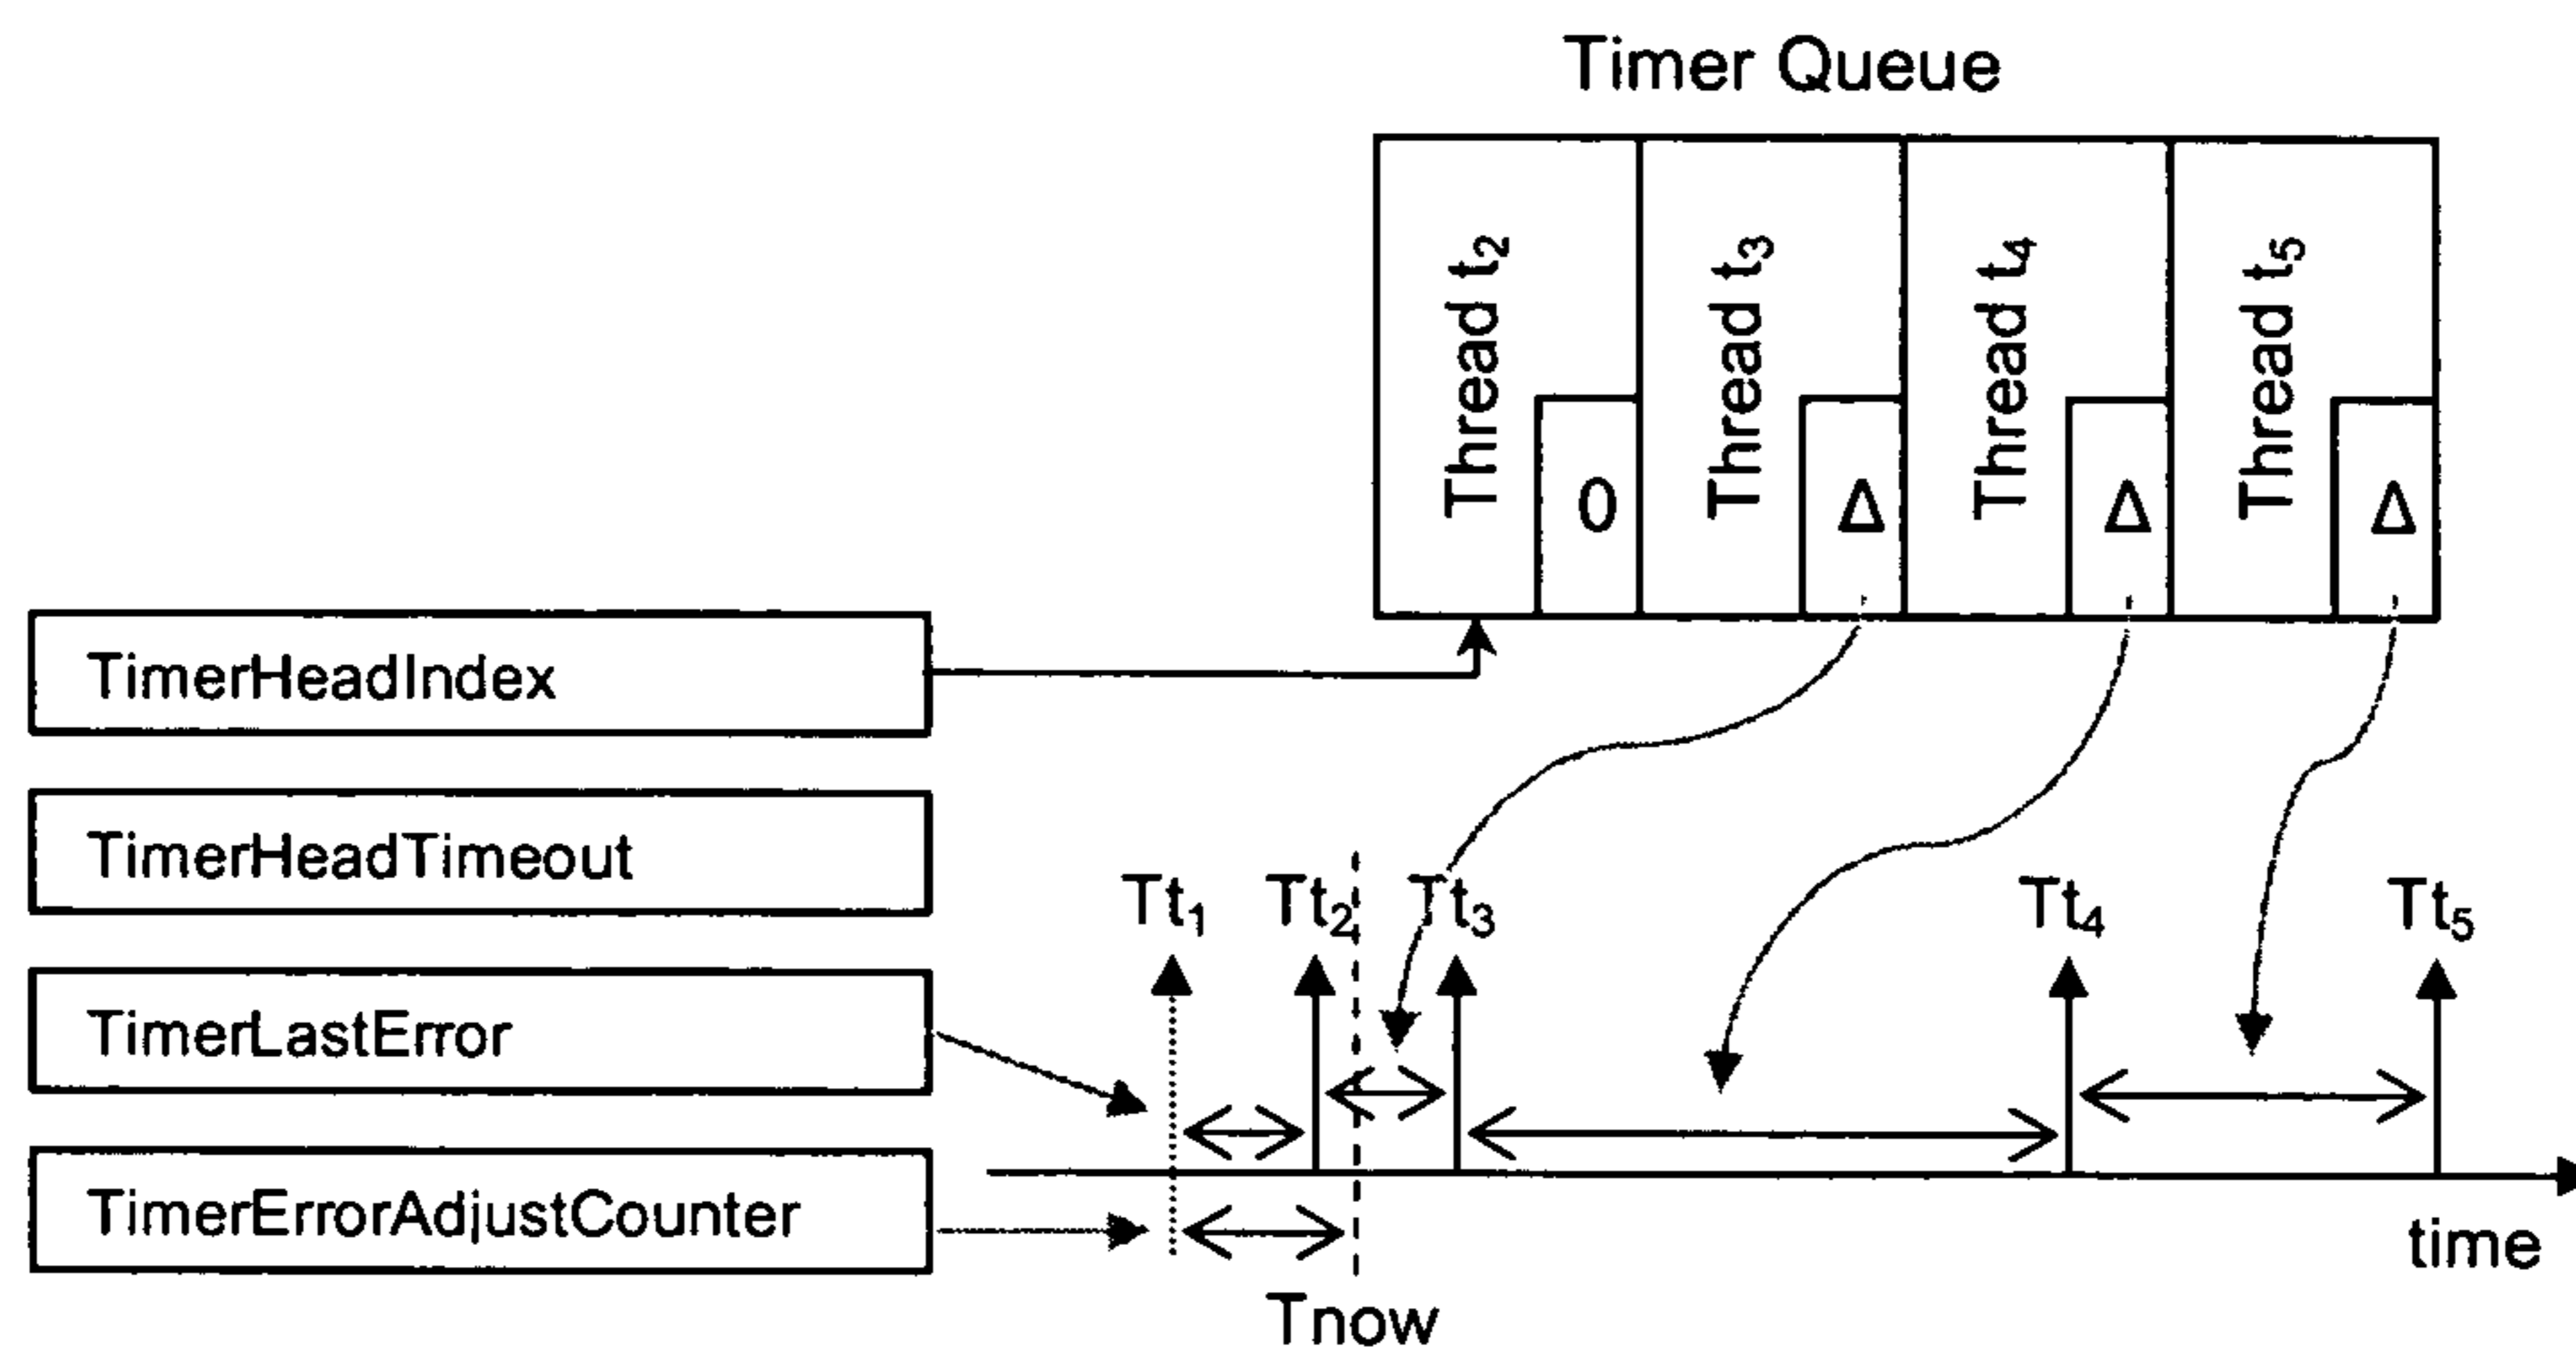 Timer Queue
Thread t₂
0
Thread t₃
Δ
Thread t₄
Δ
Thread t₅
Δ
TimerHeadIndex
TimerHeadTimeout
TimerLastError
TimerErrorAdjustCounter
Tt₁
Tt₂
Tt₃
Tt₄
Tt₅
time
Tnow